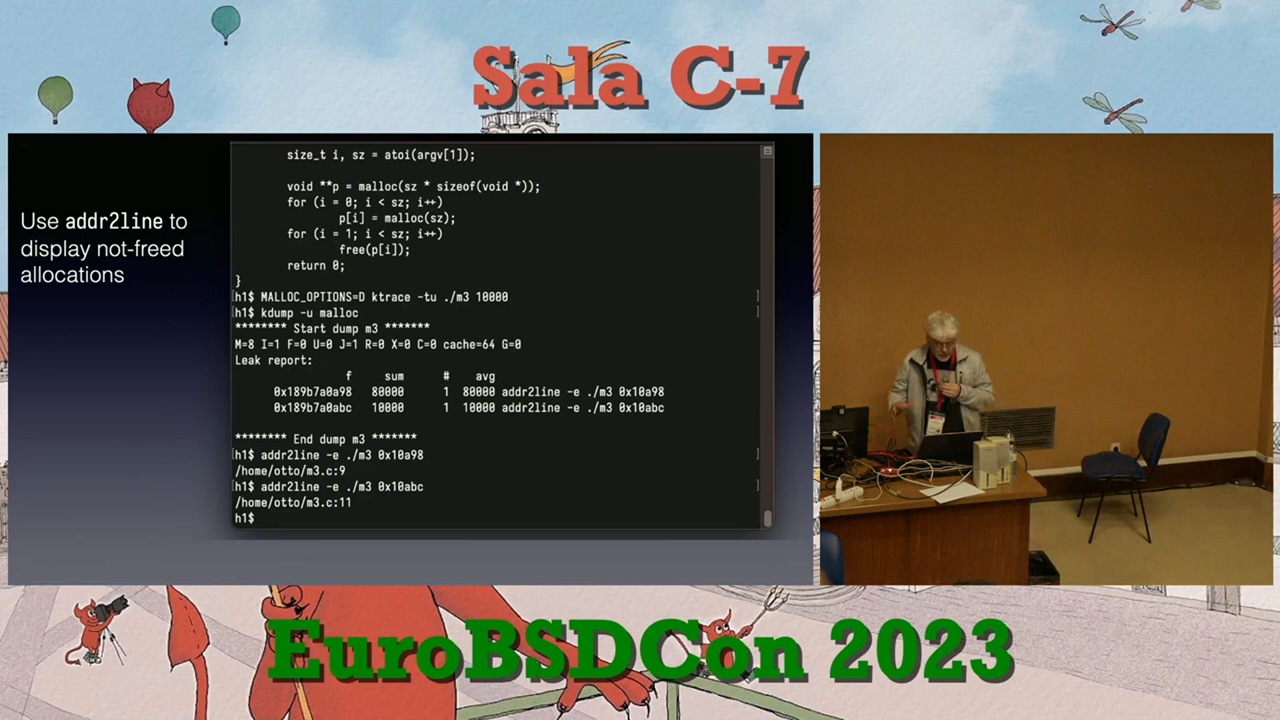 Sala C-7
Use addr2line to
display not-freed
allocations
size_t i, sz = atoi(argv[1]);
void **p = malloc(sz * sizeof(void *));
for (i = 0; i < sz; i++)
p[i] = malloc(sz);
for (i = 1; i < sz; i++)
free(p[i]);
return 0;
}
h1$ MALLOC_OPTIONS=D ktrace -tu ./m3 10000
h1$ kdump -u malloc
******** Start dump m3 *******
M=8 I=1 F=0 U=0 J=1 R=0 X=0 C=0 cache=64 G=0
Leak report:
f sum # avg
0x189b7a0a98 80000 1 80000 addr2line -e ./m3 0x10a98
0x189b7a0abc 10000 1 10000 addr2line -e ./m3 0x10abc
******** End dump m3 *******
h1$ addr2line -e ./m3 0x10a98
/home/otto/m3.c:9
h1$ addr2line -e ./m3 0x10abc
/home/otto/m3.c:11
h1$
EuroBSDCon 2023